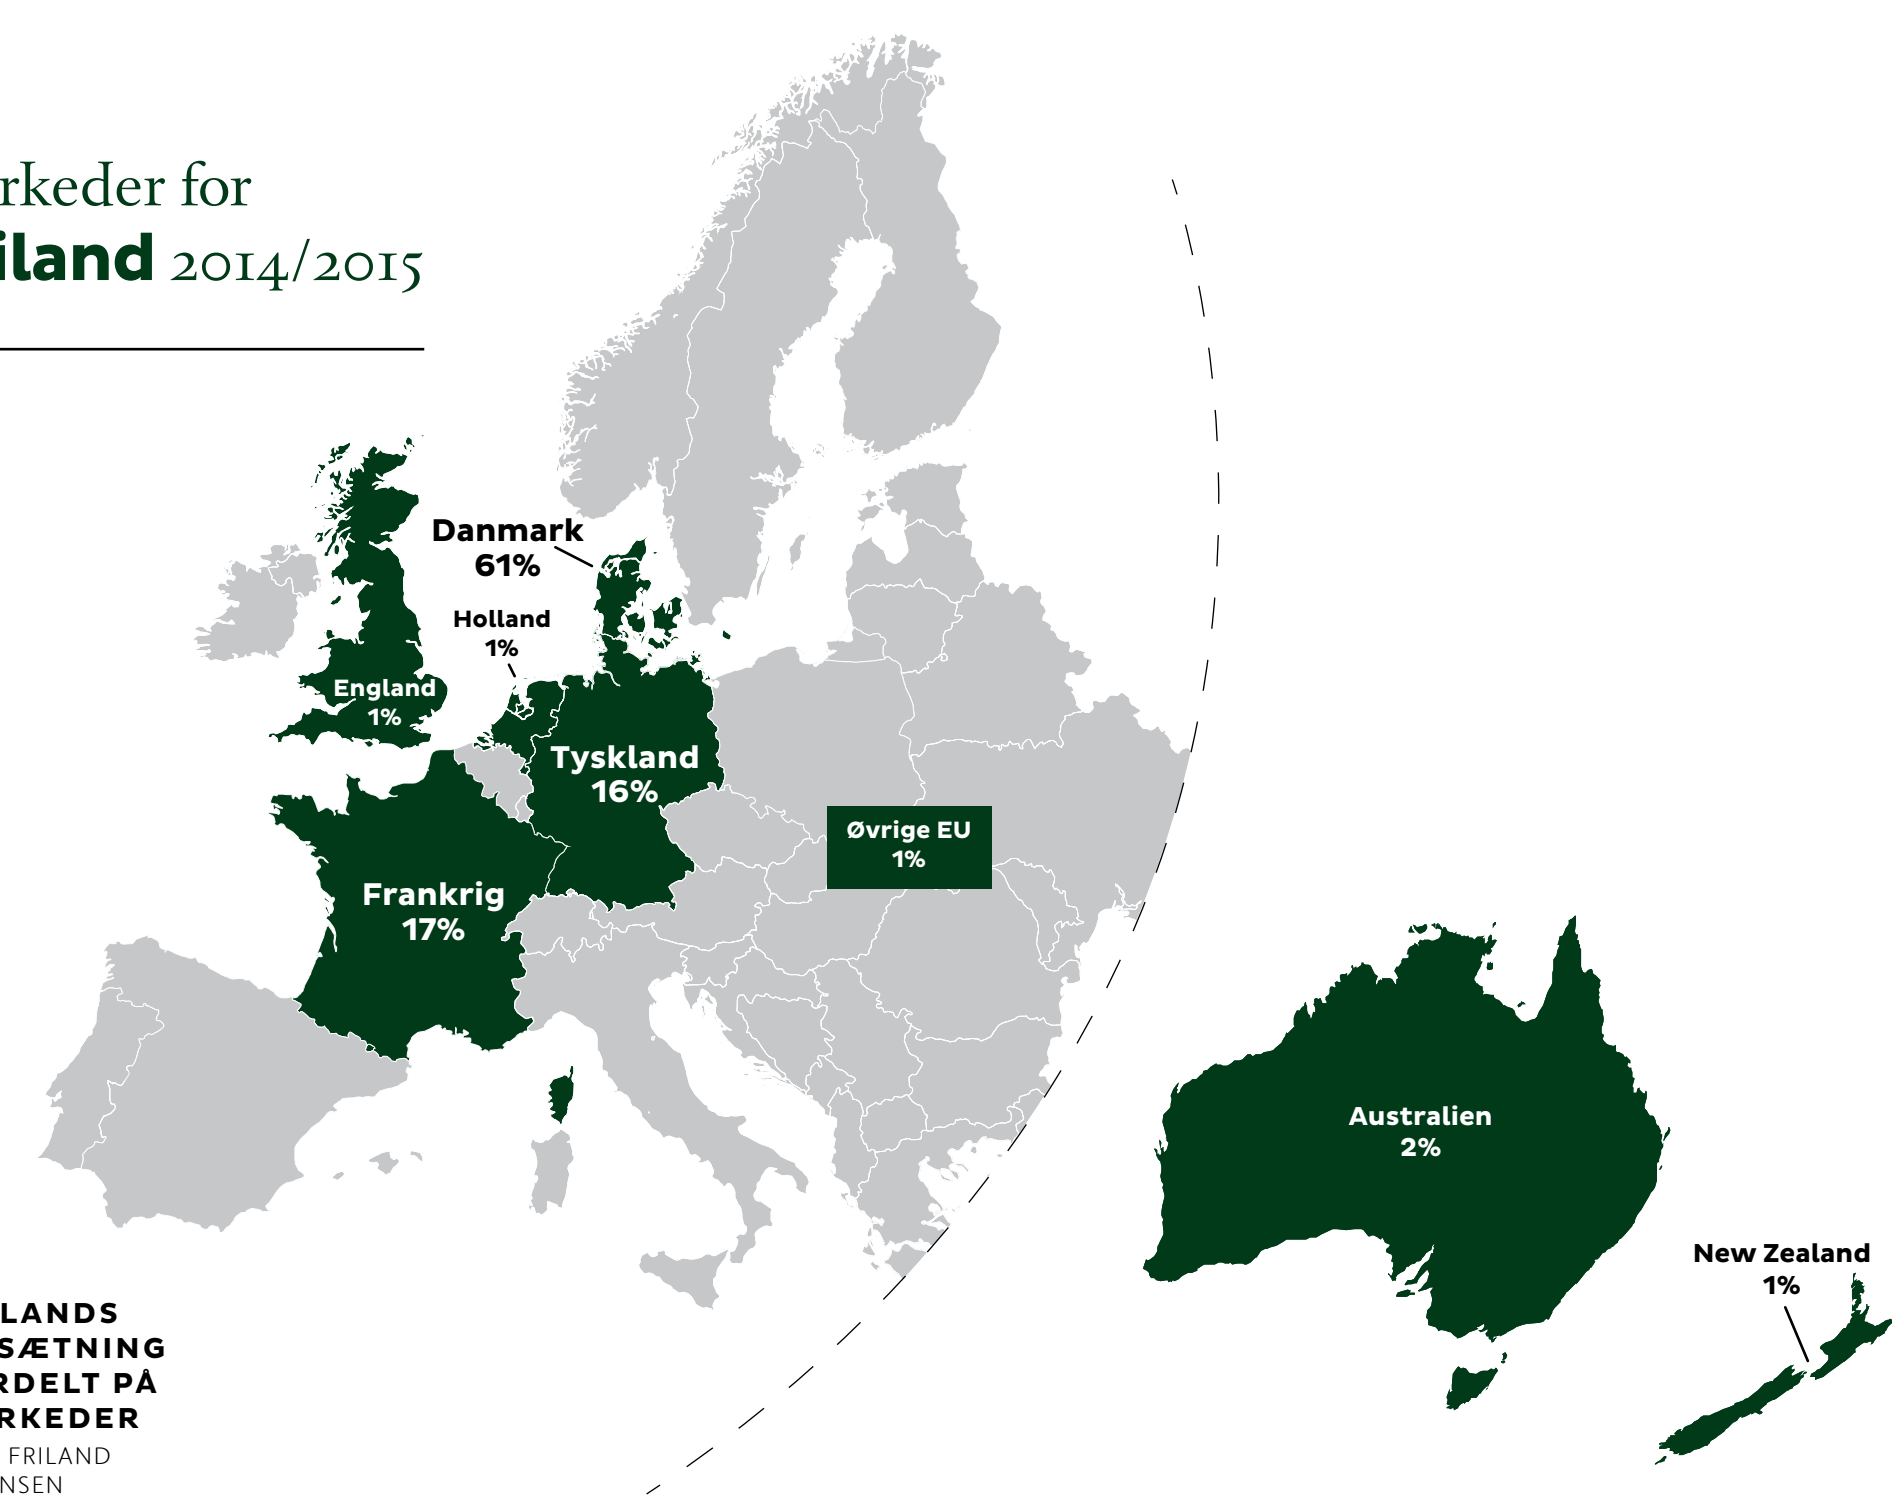 rkeder for
iland 2014/2015
Danmark
61%
Holland
1%
England
1%
Tyskland
16%
Øvrige EU
1%
Frankrig
17%
Australien
2%
New Zealand
1%
LANDS
SÆTNING
RDELT PÅ
RKEDER
FRILAND
NSEN